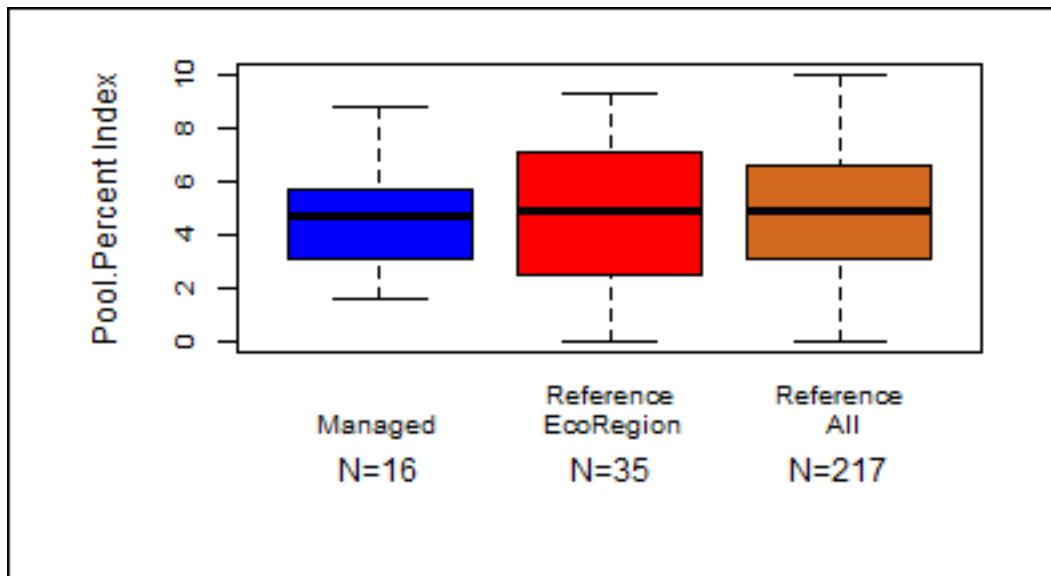 Pool.Percent Index
10
8
6
4
2
0
Managed
N=16
Reference
EcoRegion
N=35
Reference
All
N=217